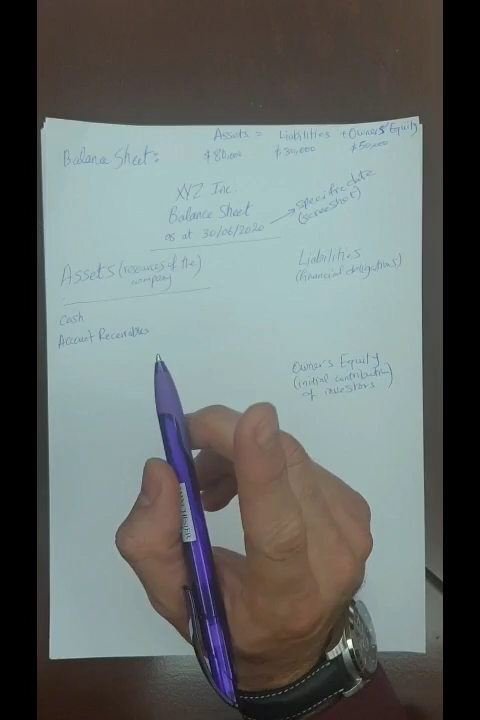 Assets = Liabilities + Owners' Equity
Balance Sheet: $80,000 $30,000 $50,000
XYZ Inc.
Balance Sheet
as at 30/06/2020
specific date
(screeshot)
Assets (resources of the
company)
Cash
Account Receivables
Liabilities
(financial obligations)
Owner's Equity
(initial contribution
of investors)